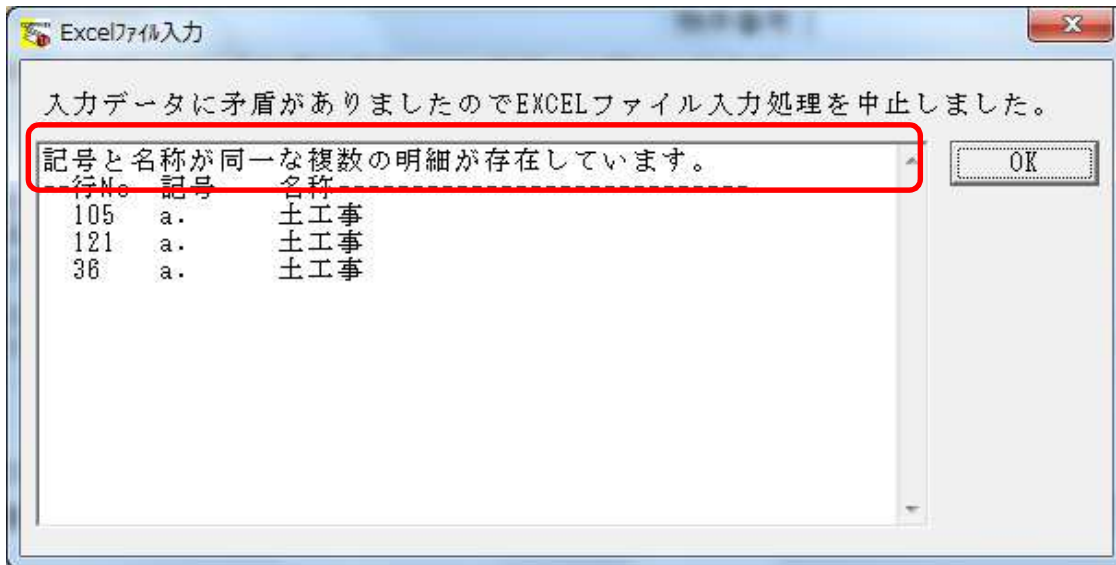 Excelﾌｧｲﾙ入力
入力データに矛盾がありましたのでEXCELファイル入力処理を中止しました。
記号と名称が同一な複数の明細が存在しています。
OK
--行No--記号----名称----------------------------
105 a. 土工事
121 a. 土工事
36 a. 土工事